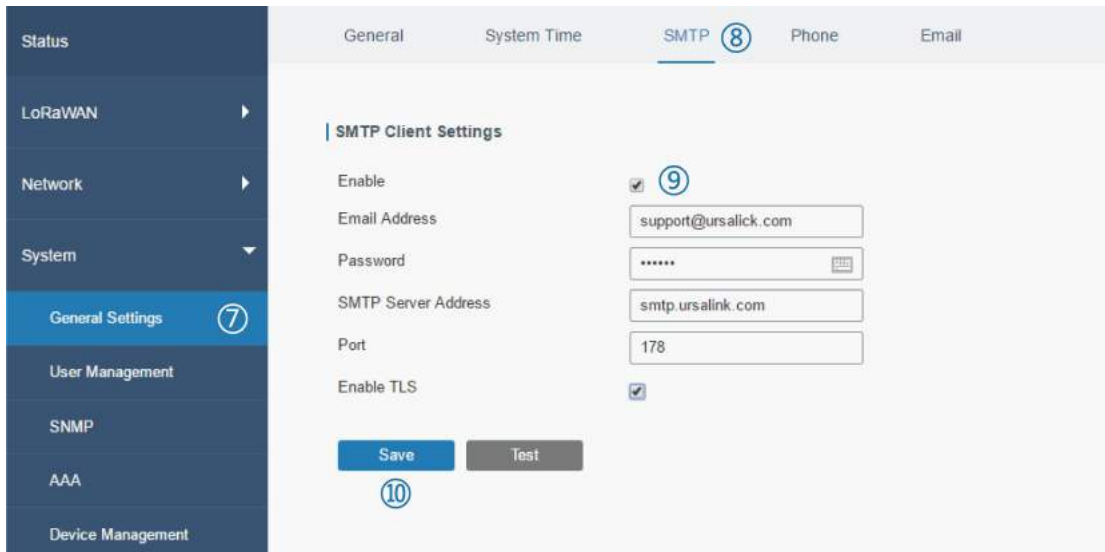 Status
LoRaWAN
Network
System
General Settings ⑦
User Management
SNMP
AAA
Device Management
General System Time SMTP ⑧ Phone Email
SMTP Client Settings
Enable ⑨
Email Address support@ursalick.com
Password ••••••
SMTP Server Address smtp.ursalink.com
Port 178
Enable TLS
Save Test
⑩